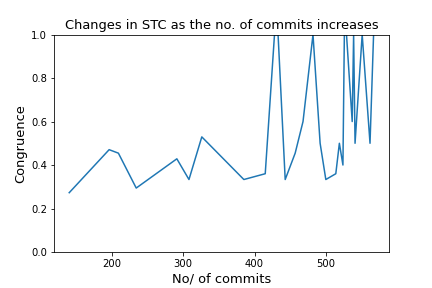 Changes in STC as the no. of commits increases
1.0
0.8
0.6
0.4
0.2
0.0
Congruence
200 300 400 500
No/ of commits